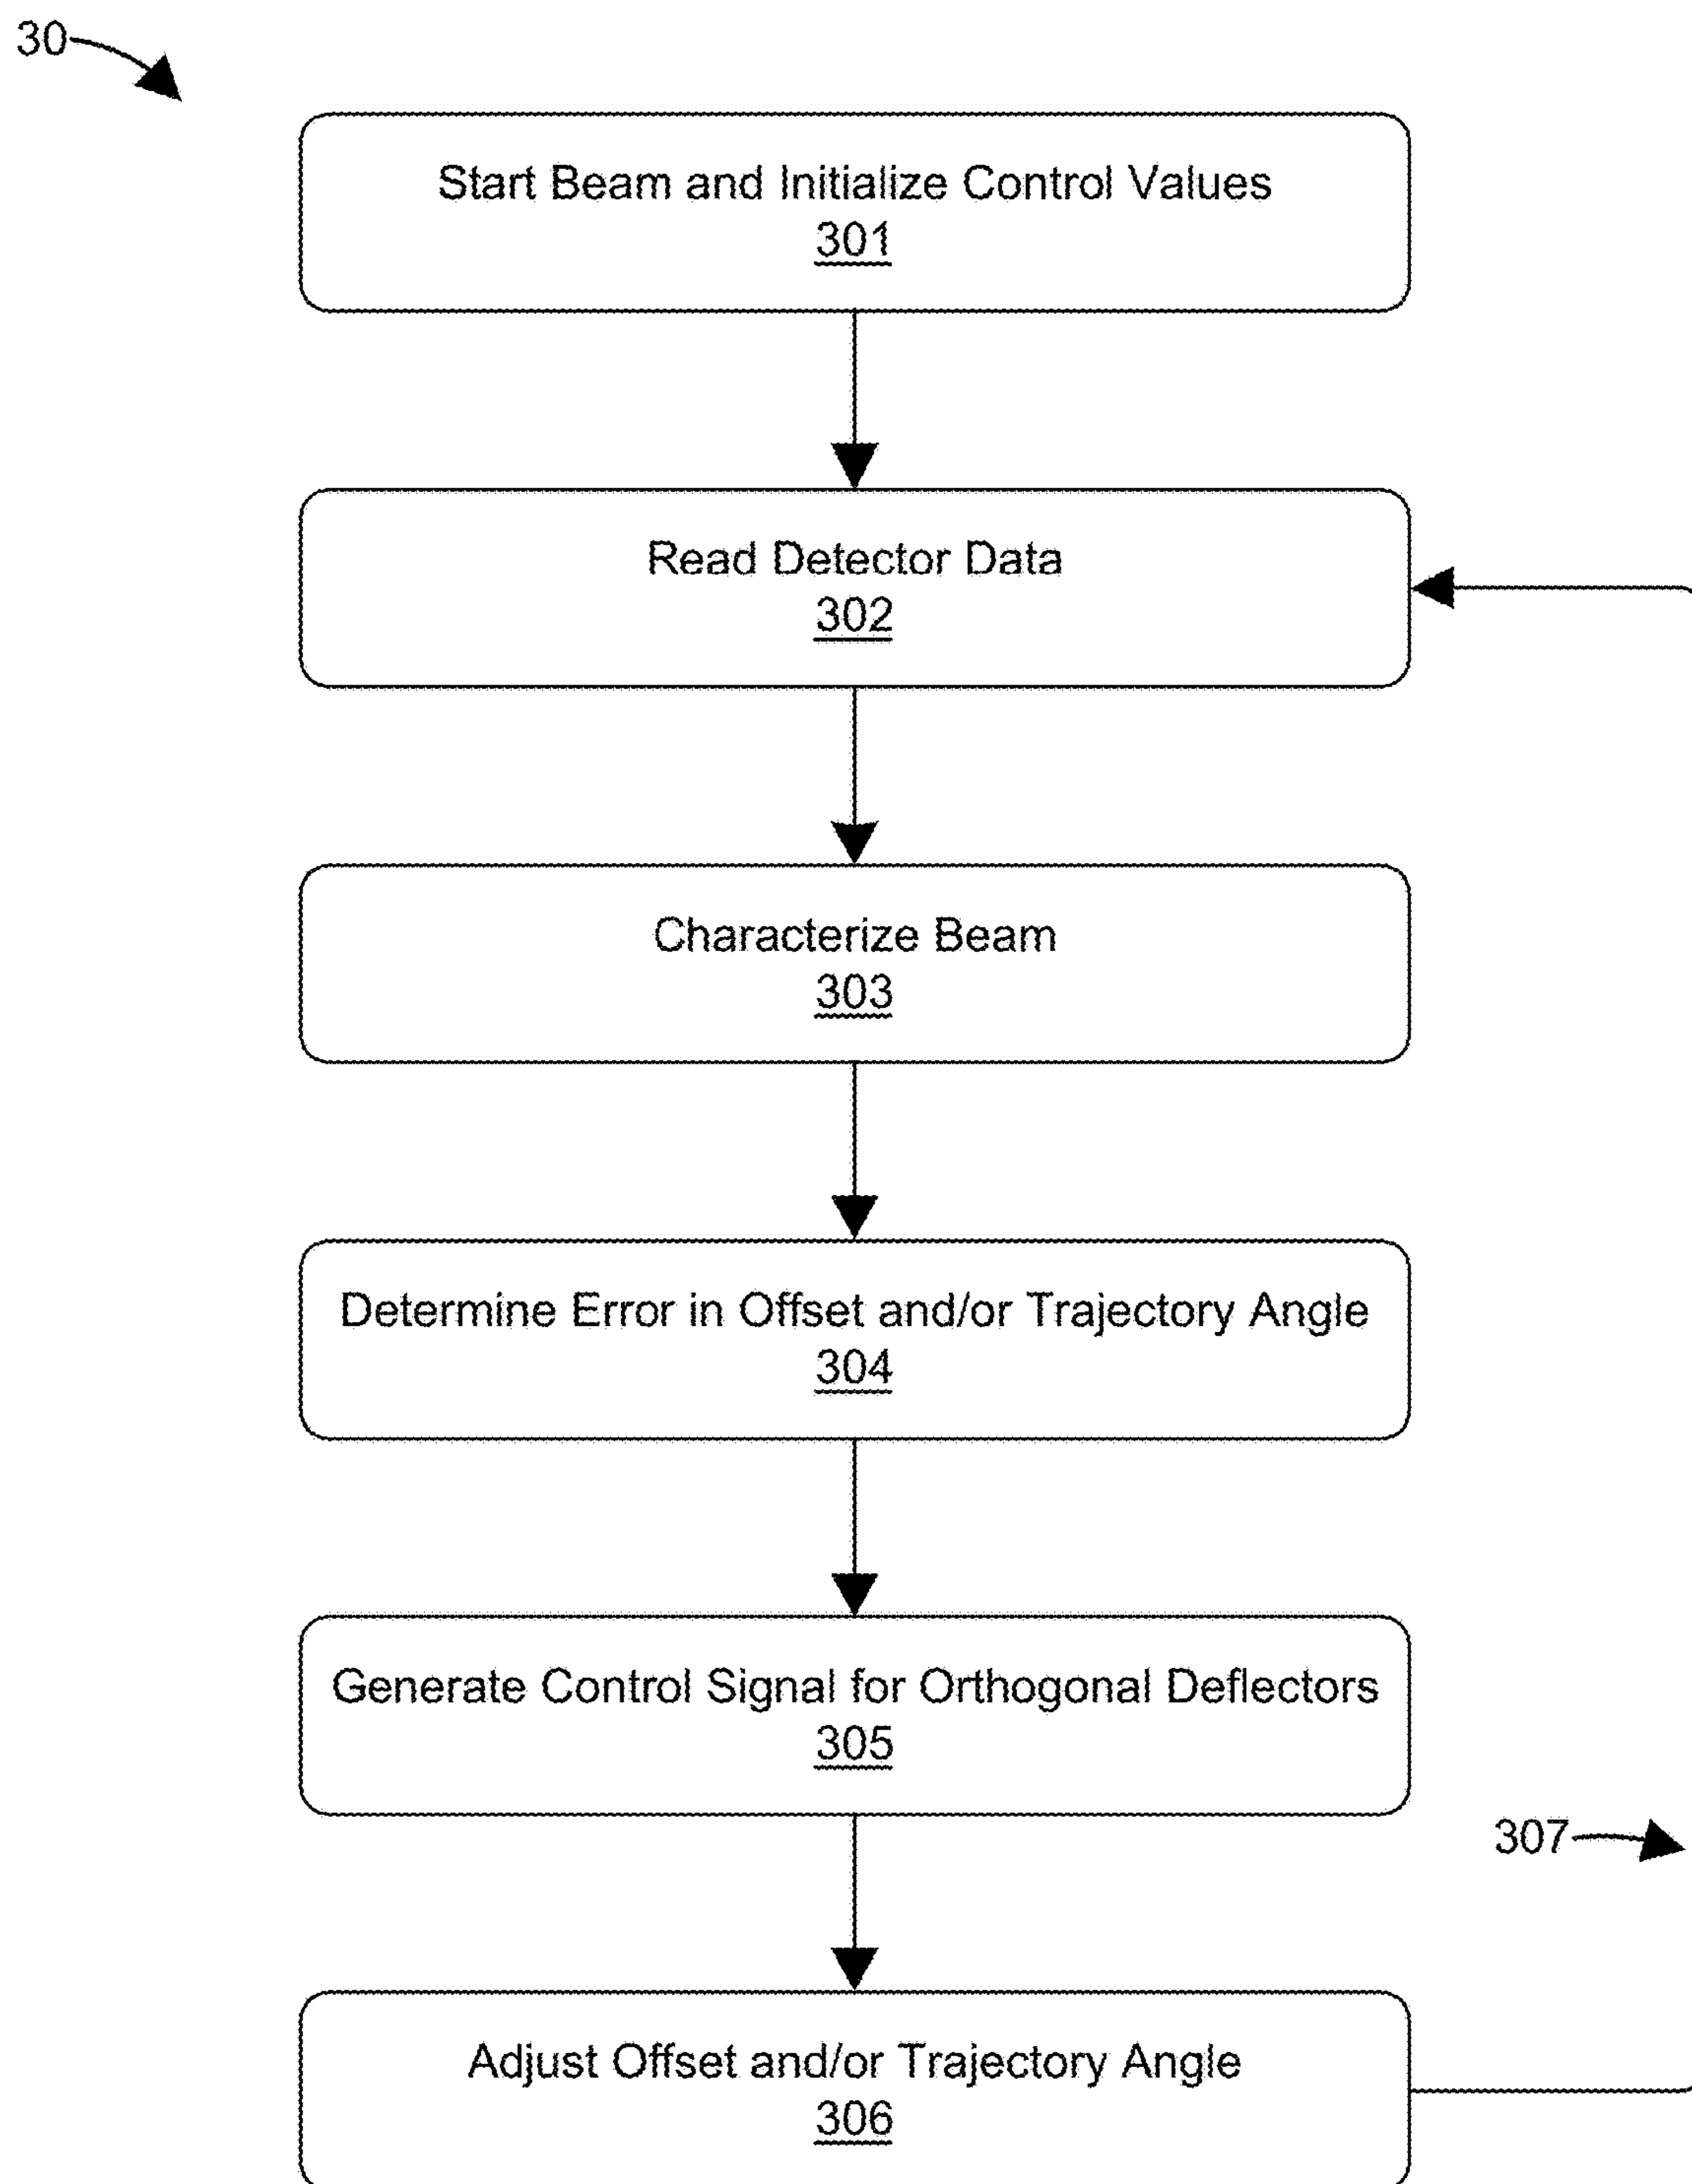 30
Start Beam and Initialize Control Values
301
Read Detector Data
302
Characterize Beam
303
Determine Error in Offset and/or Trajectory Angle
304
Generate Control Signal for Orthogonal Deflectors
305
307
Adjust Offset and/or Trajectory Angle
306